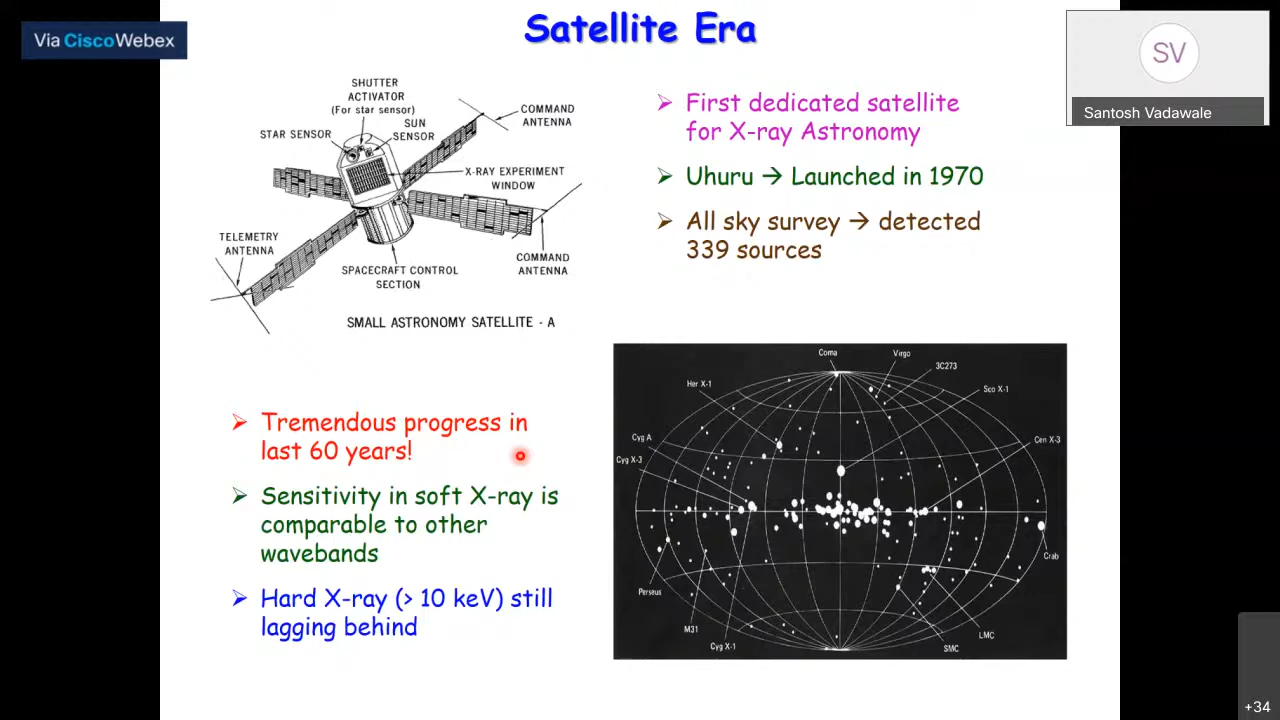 Satellite Era
Via Cisco Webex
SV
Santosh Vadawale
SHUTTER
ACTIVATOR
(For star sensor)
SUN
SENSOR
STAR SENSOR
COMMAND
ANTENNA
X-RAY EXPERIMENT
WINDOW
TELEMETRY
ANTENNA
COMMAND
ANTENNA
SPACECRAFT CONTROL
SECTION
SMALL ASTRONOMY SATELLITE - A
➢ First dedicated satellite
for X-ray Astronomy
➢ Uhuru → Launched in 1970
➢ All sky survey → detected
339 sources
➢ Tremendous progress in
last 60 years!
➢ Sensitivity in soft X-ray is
comparable to other
wavebands
➢ Hard X-ray (> 10 keV) still
lagging behind
Coma
Virgo
3C273
Her X-1
Sco X-1
Cyg A
Cen X-3
Cyg X-3
Crab
Perseus
M31
LMC
Cyg X-1
SMC
+34